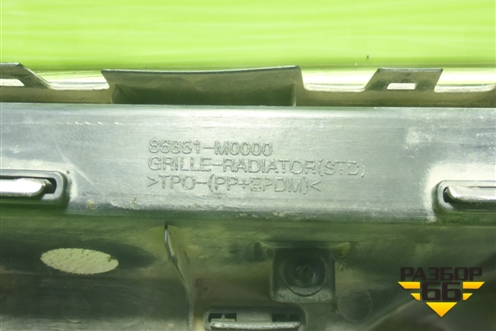 86351-M0000
GRILLE-RADIATOR(STD)
>TPO-(PP+EPDM)<
РАЗБОР
66